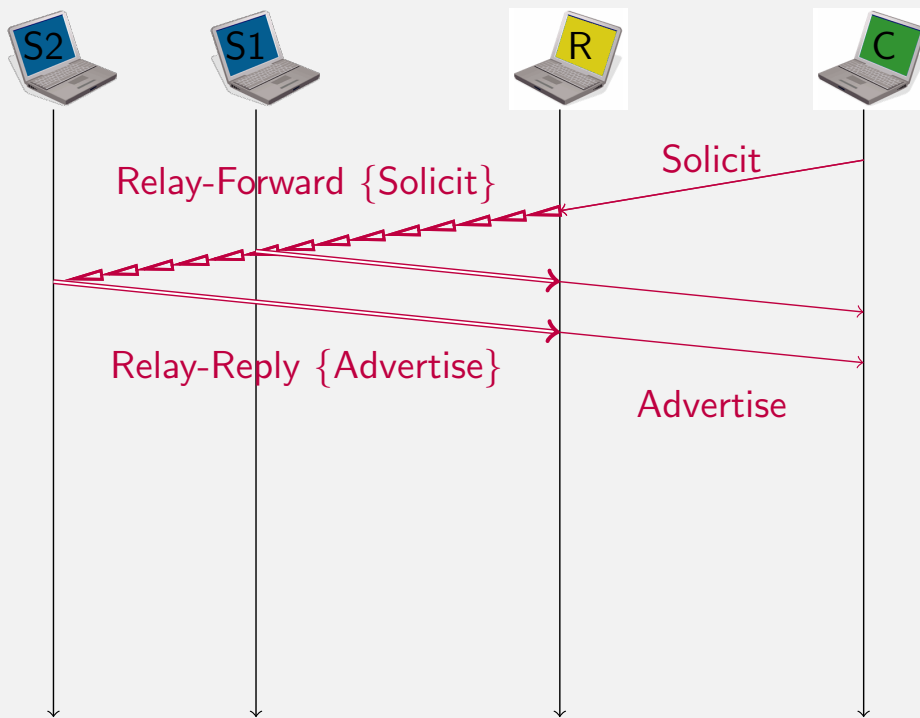 S2
S1
R
C
Solicit
Relay-Forward {Solicit}
Relay-Reply {Advertise}
Advertise